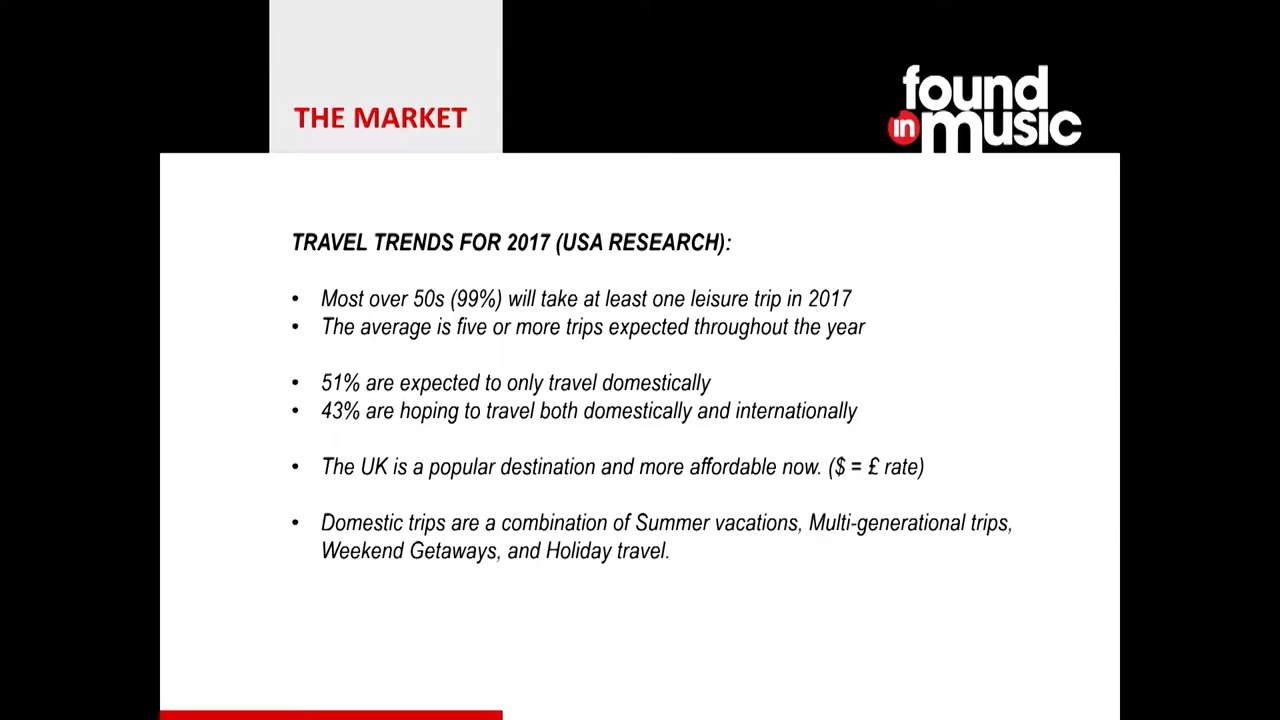 THE MARKET
found
in music
TRAVEL TRENDS FOR 2017 (USA RESEARCH):
• Most over 50s (99%) will take at least one leisure trip in 2017
• The average is five or more trips expected throughout the year
• 51% are expected to only travel domestically
• 43% are hoping to travel both domestically and internationally
• The UK is a popular destination and more affordable now. ($ = £ rate)
• Domestic trips are a combination of Summer vacations, Multi-generational trips,
Weekend Getaways, and Holiday travel.